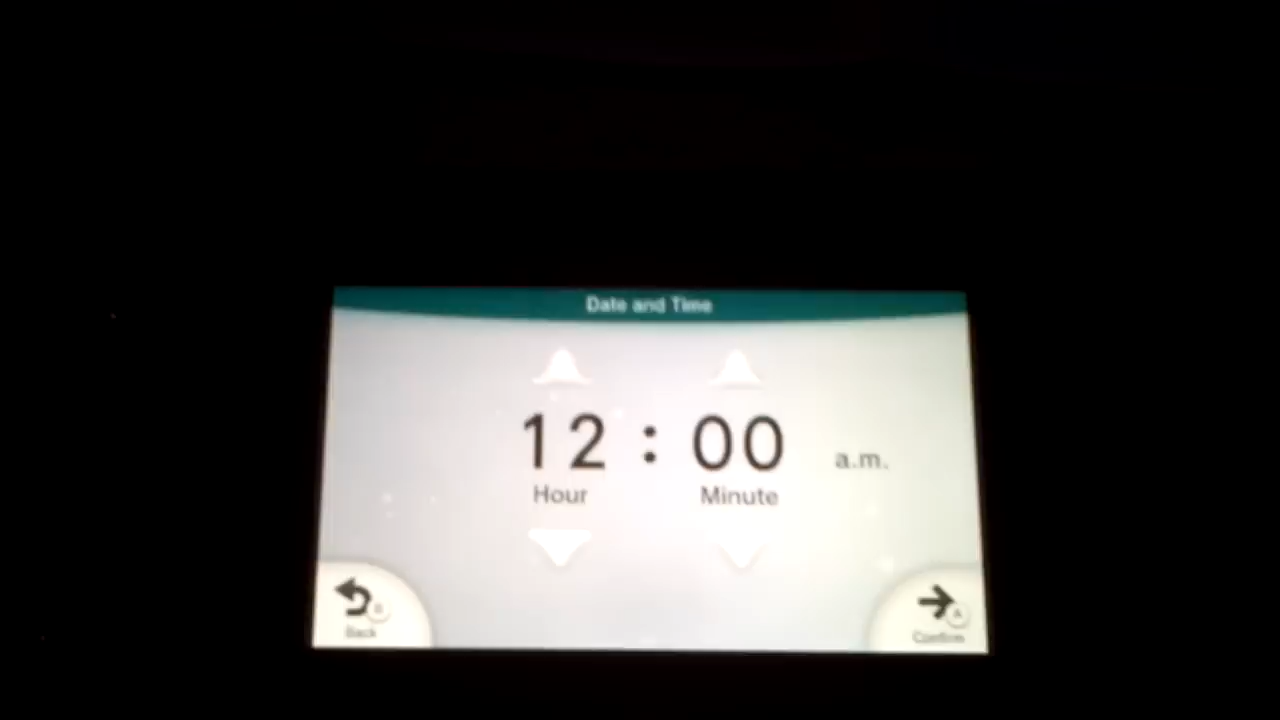 Date and Time
12 : 00 a.m.
Hour Minute
Back
A
Confirm